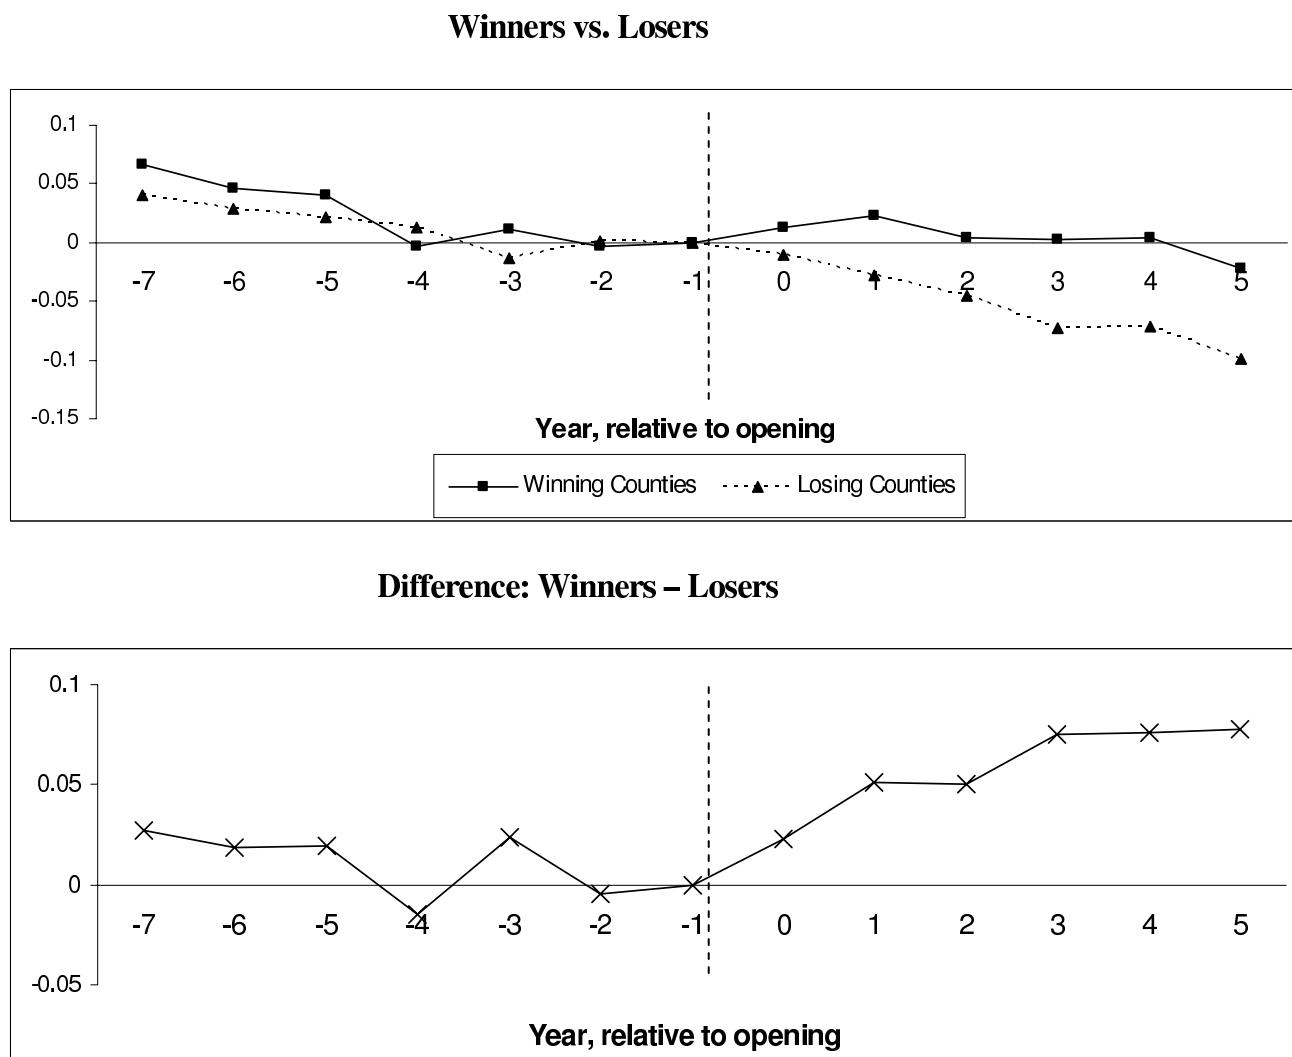 Winners vs. Losers
0.1
0.05
0
-0.05
-0.1
-0.15
-7 -6 -5 -4 -3 -2 -1 0 1 2 3 4 5
Year, relative to opening
Winning Counties Losing Counties
Difference: Winners – Losers
0.1
0.05
0
-0.05
-7 -6 -5 -4 -3 -2 -1 0 1 2 3 4 5
Year, relative to opening